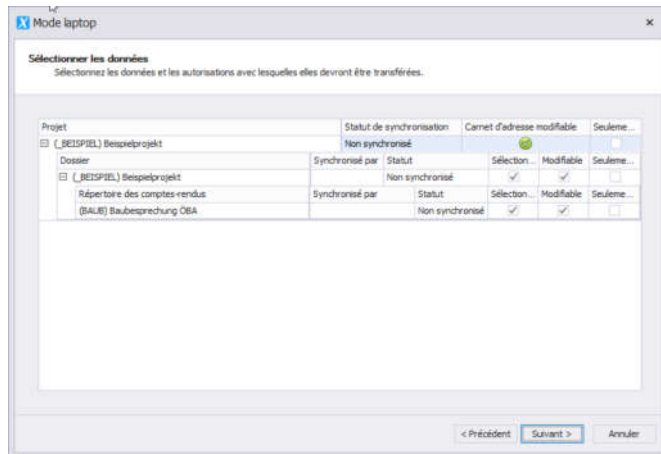 Mode laptop
Sélectionner les données
Sélectionnez les données et les autorisations avec lesquelles elles devront être transférées.
Projet Statut de synchronisation Carnet d'adresse modifiable Seuleme...
(_BEISPIEL) Beispielprojekt Non synchronisé
Dossier Synchronisé par Statut Sélection... Modifiable Seuleme...
(_BEISPIEL) Beispielprojekt Non synchronisé
Répertoire des comptes-rendus Synchronisé par Statut Sélection... Modifiable Seuleme...
(BAUB) Baubesprechung ÖBA Non synchronisé
< Précédent Suivant > Annuler